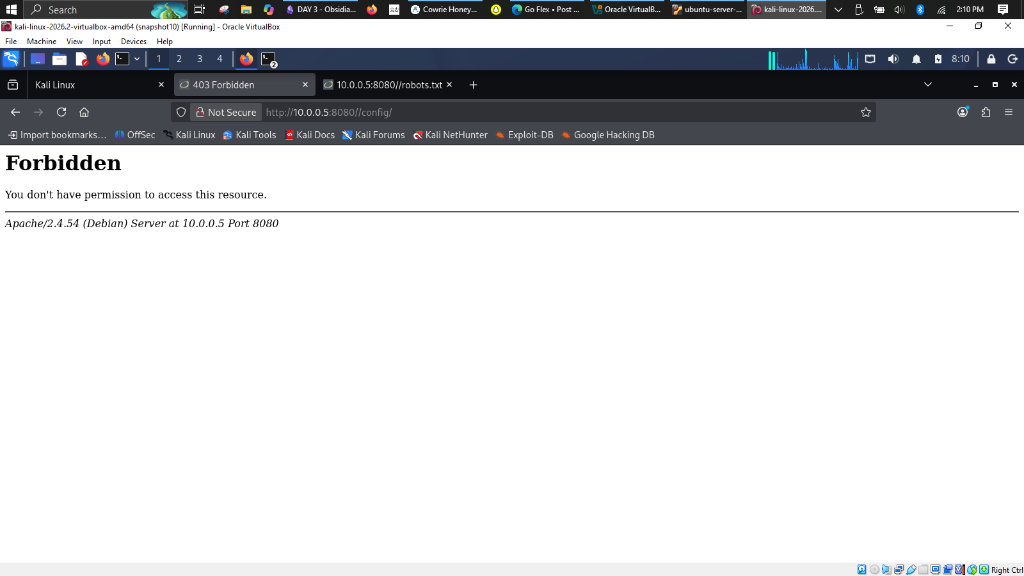 Search
DAY 3 - Obsidia...
Cowrie Honey...
Go Flex • Post ...
Oracle VirtualB...
ubuntu-server-...
kali-linux-2026...
2:10 PM
kali-linux-2026.2-virtualbox-amd64 (snapshot10) [Running] - Oracle VirtualBox
File Machine View Input Devices Help
1 2 3 4
2
8:10
Kali Linux
403 Forbidden
10.0.0.5:8080//robots.txt
Not Secure
http://10.0.0.5:8080//config/
Import bookmarks...
OffSec
Kali Linux
Kali Tools
Kali Docs
Kali Forums
Kali NetHunter
Exploit-DB
Google Hacking DB
Forbidden
You don't have permission to access this resource.
Apache/2.4.54 (Debian) Server at 10.0.0.5 Port 8080
Right Ctrl